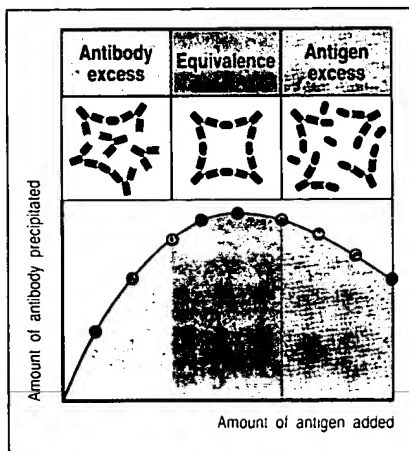 Antibody excess
Equivalence
Antigen excess
Amount of antibody precipitated
Amount of antigen added